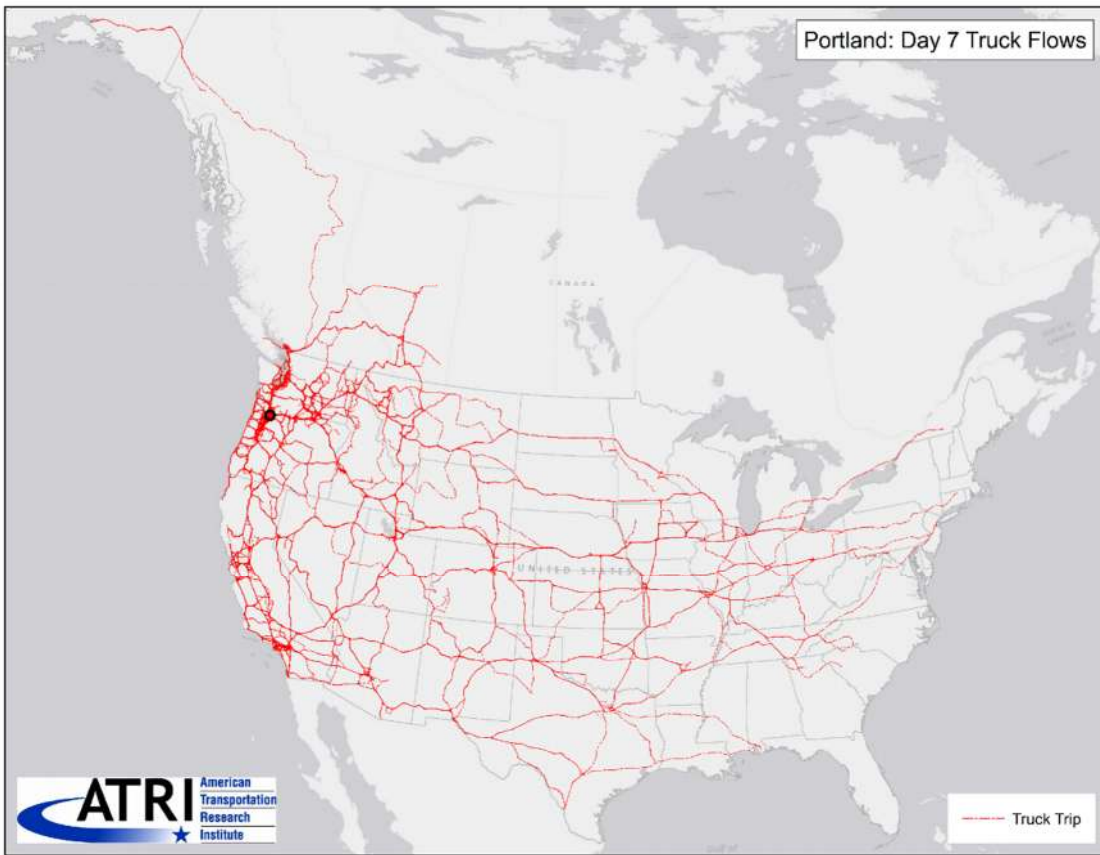 Portland: Day 7 Truck Flows
CANADA
UNITED STATES
ATRI
American
Transportation
Research
Institute
Truck Trip